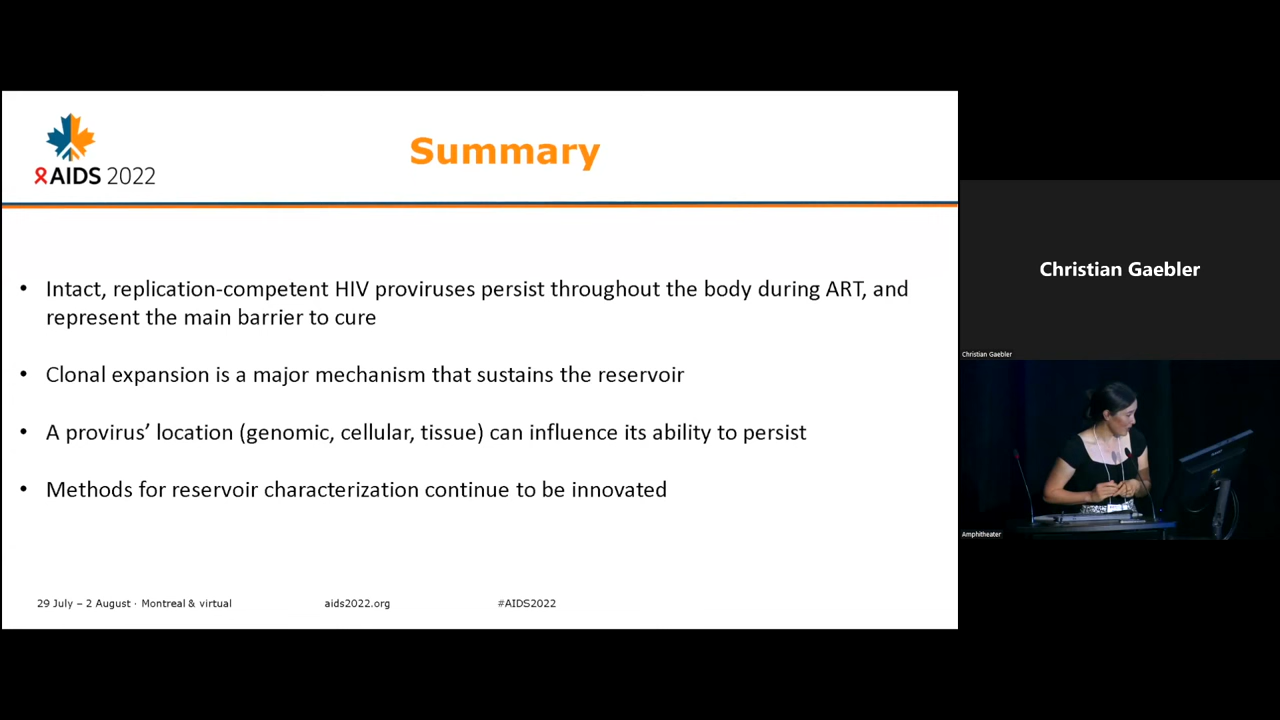 Summary
AIDS 2022
• Intact, replication-competent HIV proviruses persist throughout the body during ART, and
represent the main barrier to cure
• Clonal expansion is a major mechanism that sustains the reservoir
• A provirus’ location (genomic, cellular, tissue) can influence its ability to persist
• Methods for reservoir characterization continue to be innovated
29 July – 2 August · Montreal & virtual
aids2022.org
#AIDS2022
Christian Gaebler
Christian Gaebler
Amphitheater